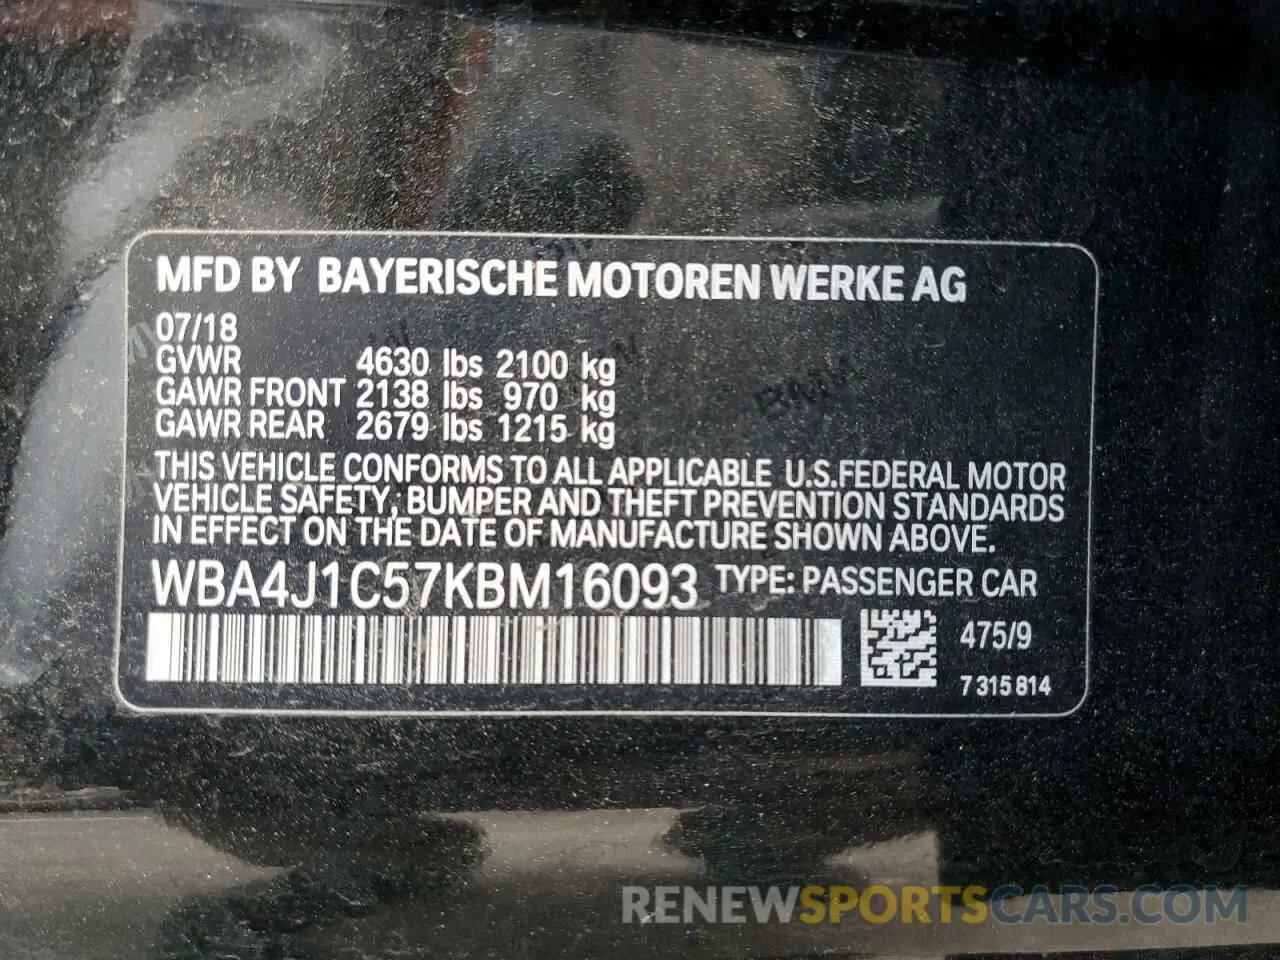 MFD BY BAYERISCHE MOTOREN WERKE AG
07/18
GVWR 4630 lbs 2100 kg
GAWR FRONT 2138 lbs 970 kg
GAWR REAR 2679 lbs 1215 kg
THIS VEHICLE CONFORMS TO ALL APPLICABLE U.S.FEDERAL MOTOR
VEHICLE SAFETY, BUMPER AND THEFT PREVENTION STANDARDS
IN EFFECT ON THE DATE OF MANUFACTURE SHOWN ABOVE.
WBA4J1C57KBM16093 TYPE: PASSENGER CAR
475/9
7 315 814
BMW
RENEWSPORTSCARS.COM